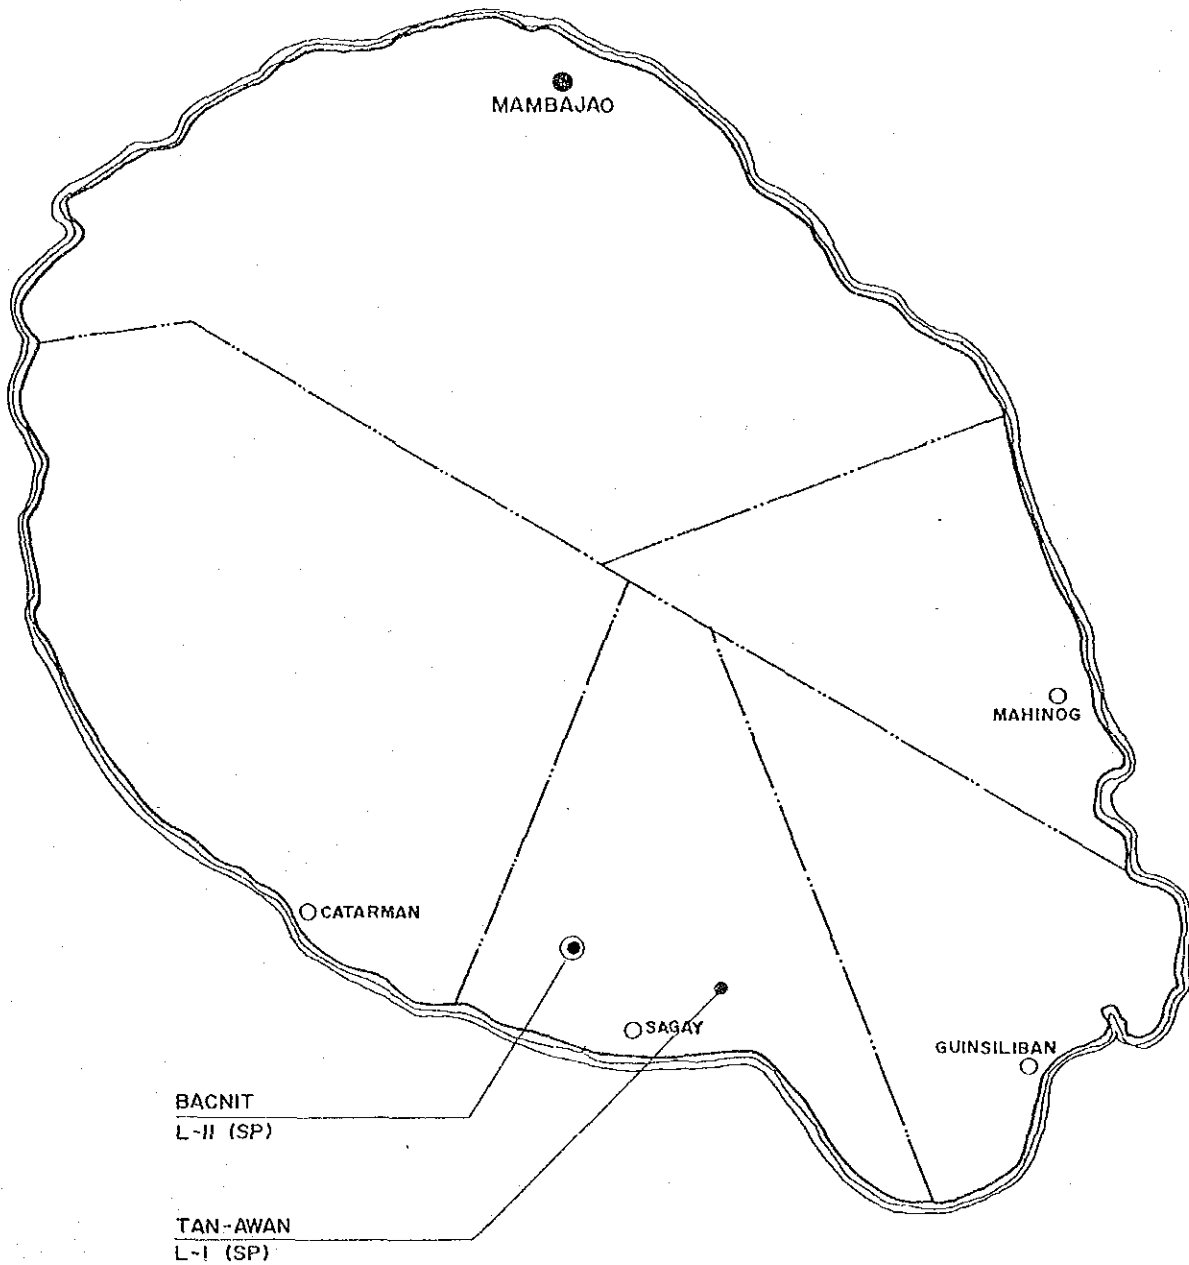 MAMBAJAO
MAHINOG
CATARMAN
SAGAY
GUINSILIBAN
BACNIT
L-II (SP)
TAN-AWAN
L-I (SP)